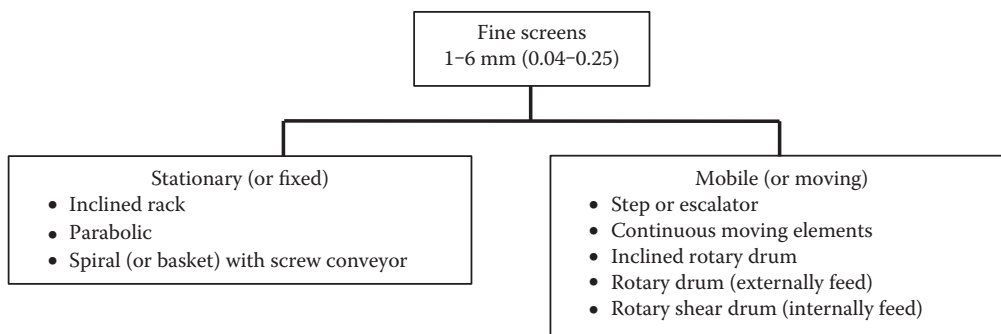 Fine screens
1–6 mm (0.04–0.25)
Stationary (or fixed)
• Inclined rack
• Parabolic
• Spiral (or basket) with screw conveyor
Mobile (or moving)
• Step or escalator
• Continuous moving elements
• Inclined rotary drum
• Rotary drum (externally feed)
• Rotary shear drum (internally feed)